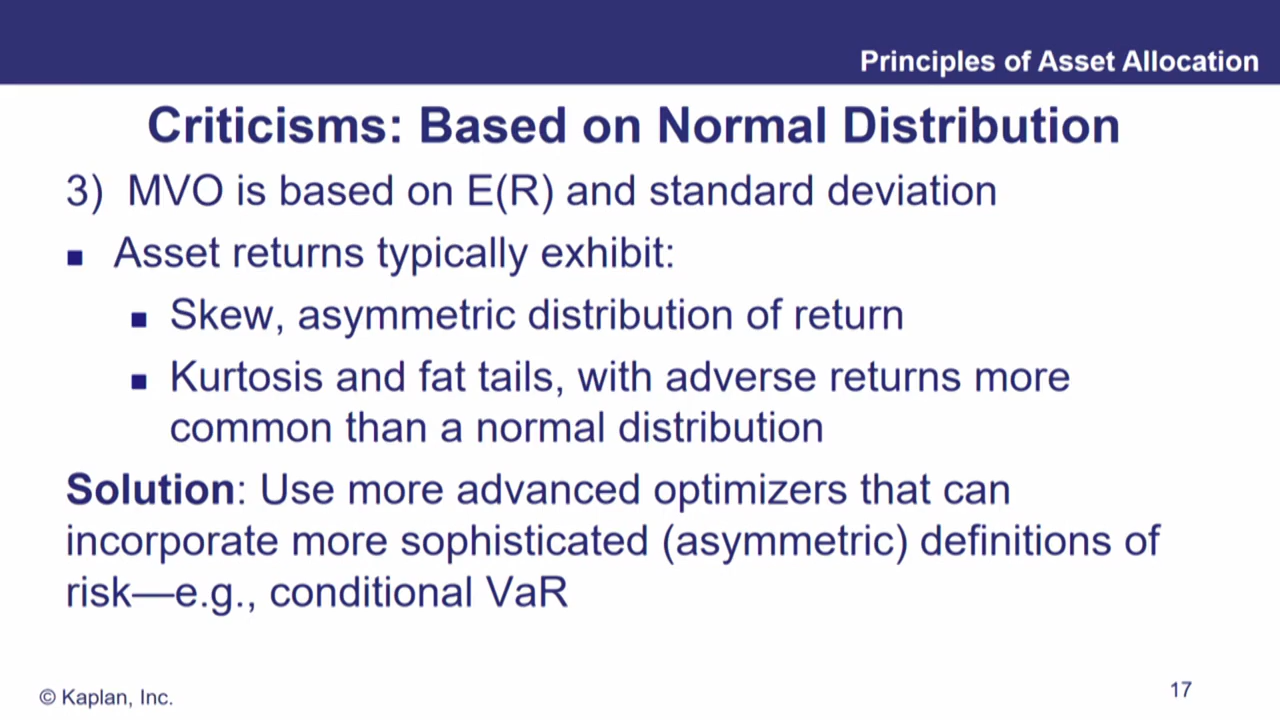 Principles of Asset Allocation
Criticisms: Based on Normal Distribution
3) MVO is based on E(R) and standard deviation
■ Asset returns typically exhibit:
■ Skew, asymmetric distribution of return
■ Kurtosis and fat tails, with adverse returns more
common than a normal distribution
Solution: Use more advanced optimizers that can
incorporate more sophisticated (asymmetric) definitions of
risk—e.g., conditional VaR
© Kaplan, Inc.
17